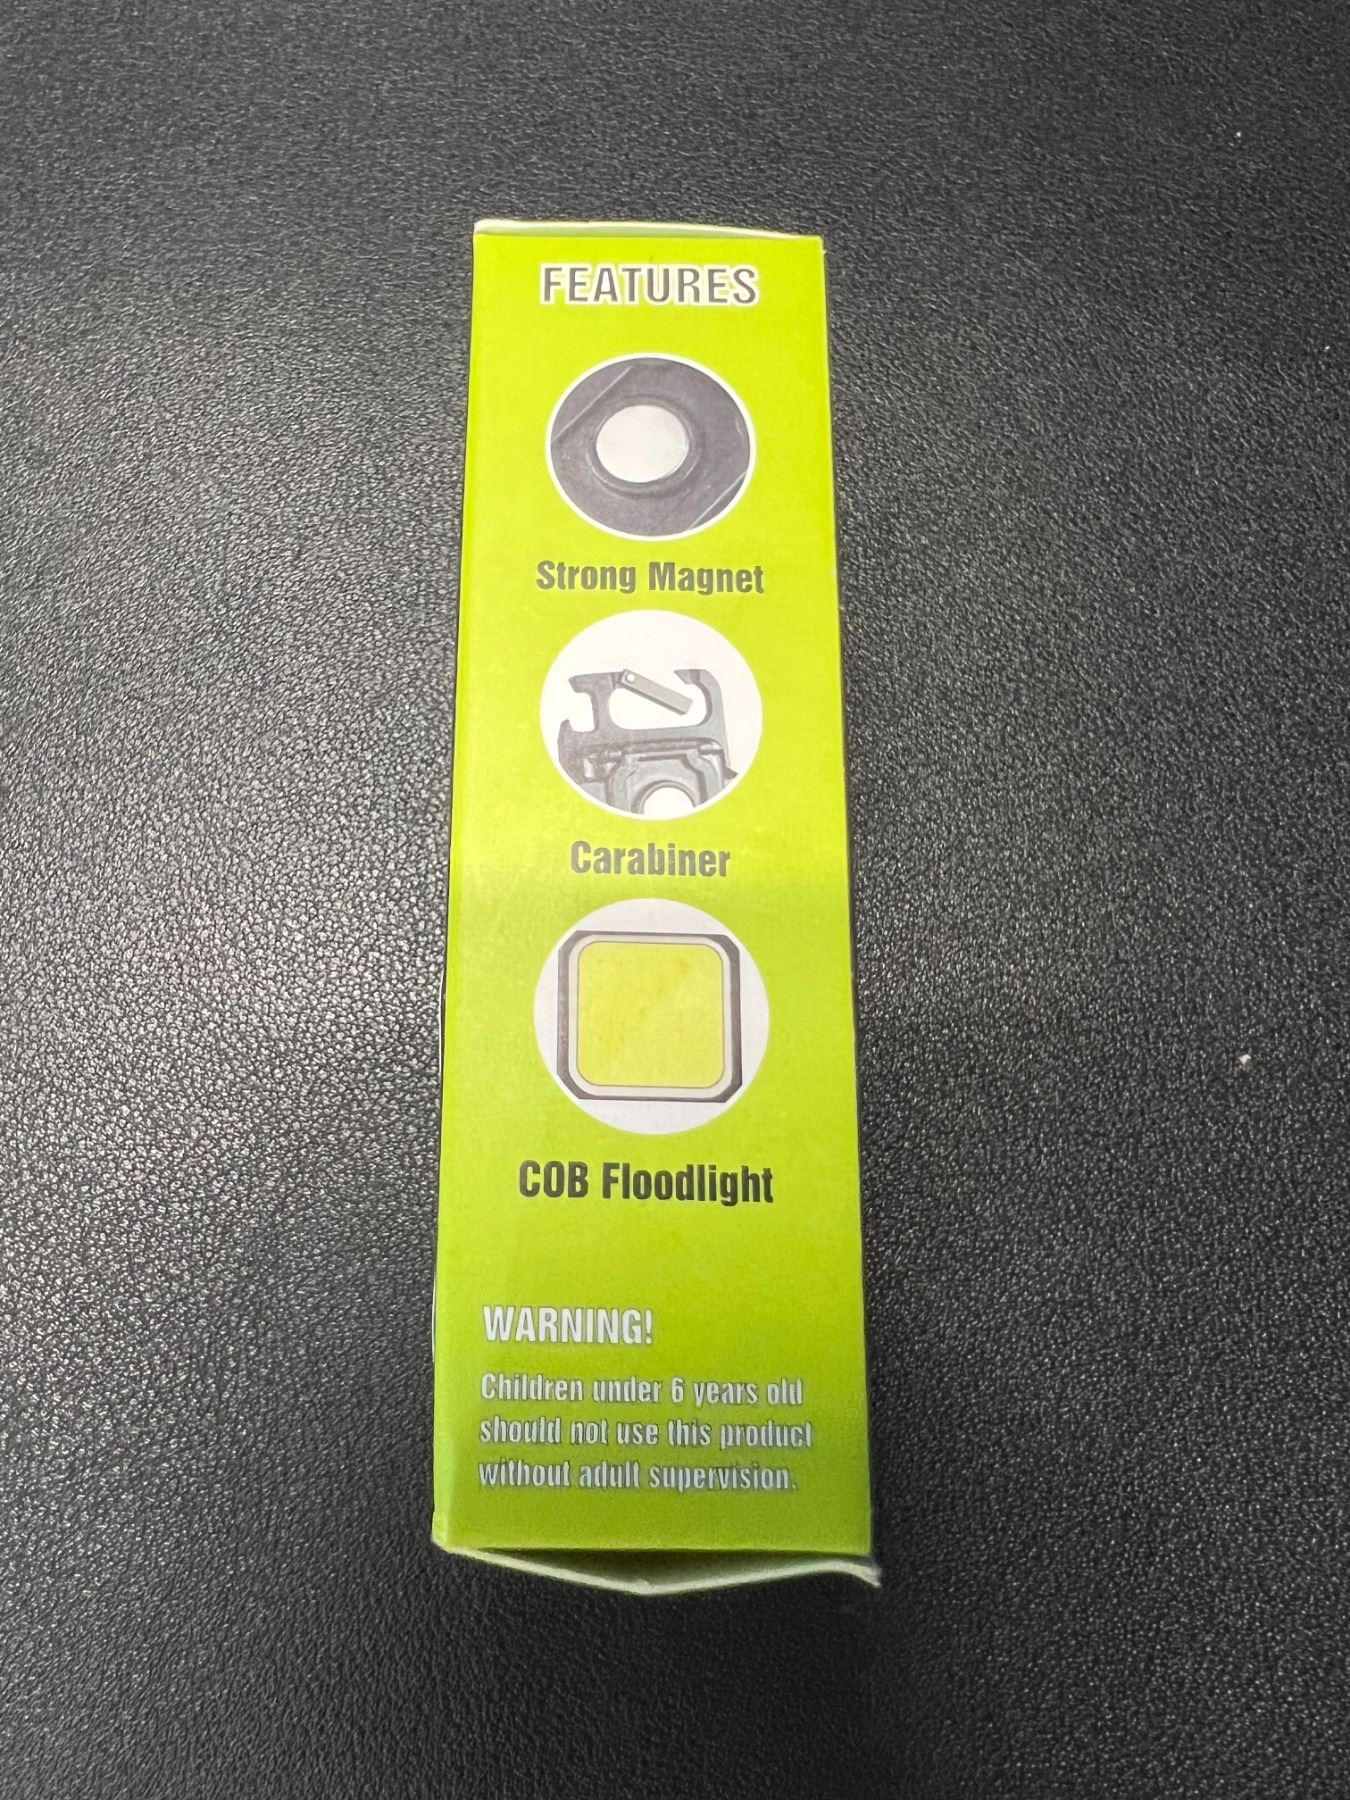 FEATURES
Strong Magnet
Carabiner
COB Floodlight
WARNING!
Children under 6 years old
should not use this product
without adult supervision.